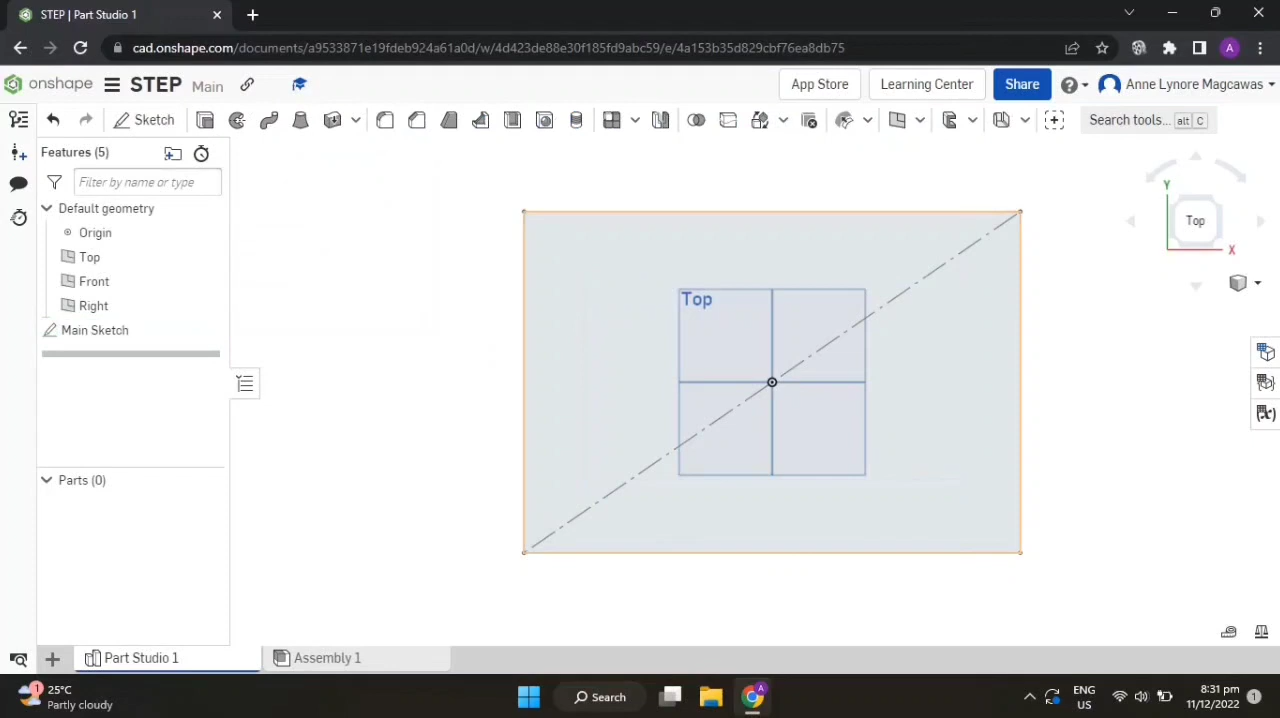 STEP | Part Studio 1
cad.onshape.com/documents/a9533871e19fdeb924a61a0d/w/4d423de88e30f185fd9abc59/e/4a153b35d829cbf76ea8db75
A
onshape
STEP Main
App Store
Learning Center
Share
Anne Lynore Magcawas
Sketch
Search tools... alt C
Features (5)
Filter by name or type
Default geometry
Origin
Top
Front
Right
Main Sketch
Parts (0)
Top
Y
Top
X
Part Studio 1
Assembly 1
1
25°C
Partly cloudy
Search
A
ENG
US
8:31 pm
11/12/2022
1